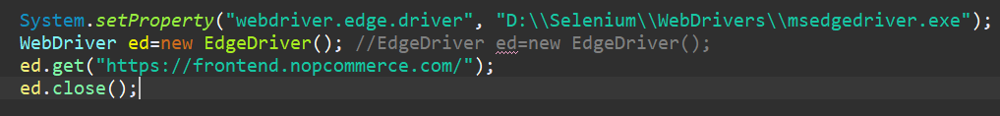 System.setProperty("webdriver.edge.driver", "D:\\Selenium\\WebDrivers\\msedgedriver.exe");
WebDriver ed=new EdgeDriver(); //EdgeDriver ed=new EdgeDriver();
ed.get("https://frontend.nopcommerce.com/");
ed.close();